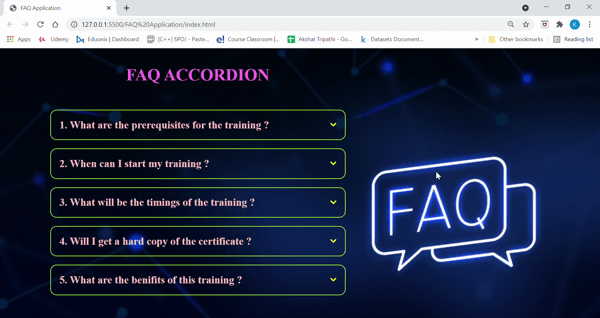 FAQ Application
127.0.0.1:5500/FAQ%20Application/index.html
Apps
Udemy
Eduonix | Dashboard
[C++] SPOJ - Paste...
Course Classroom |...
Akshat Tripathi - Go...
Datasets Document...
»
Other bookmarks
Reading list
FAQ ACCORDION
1. What are the prerequisites for the training ?
2. When can I start my training ?
3. What will be the timings of the training ?
4. Will I get a hard copy of the certificate ?
5. What are the benifits of this training ?
FAQ